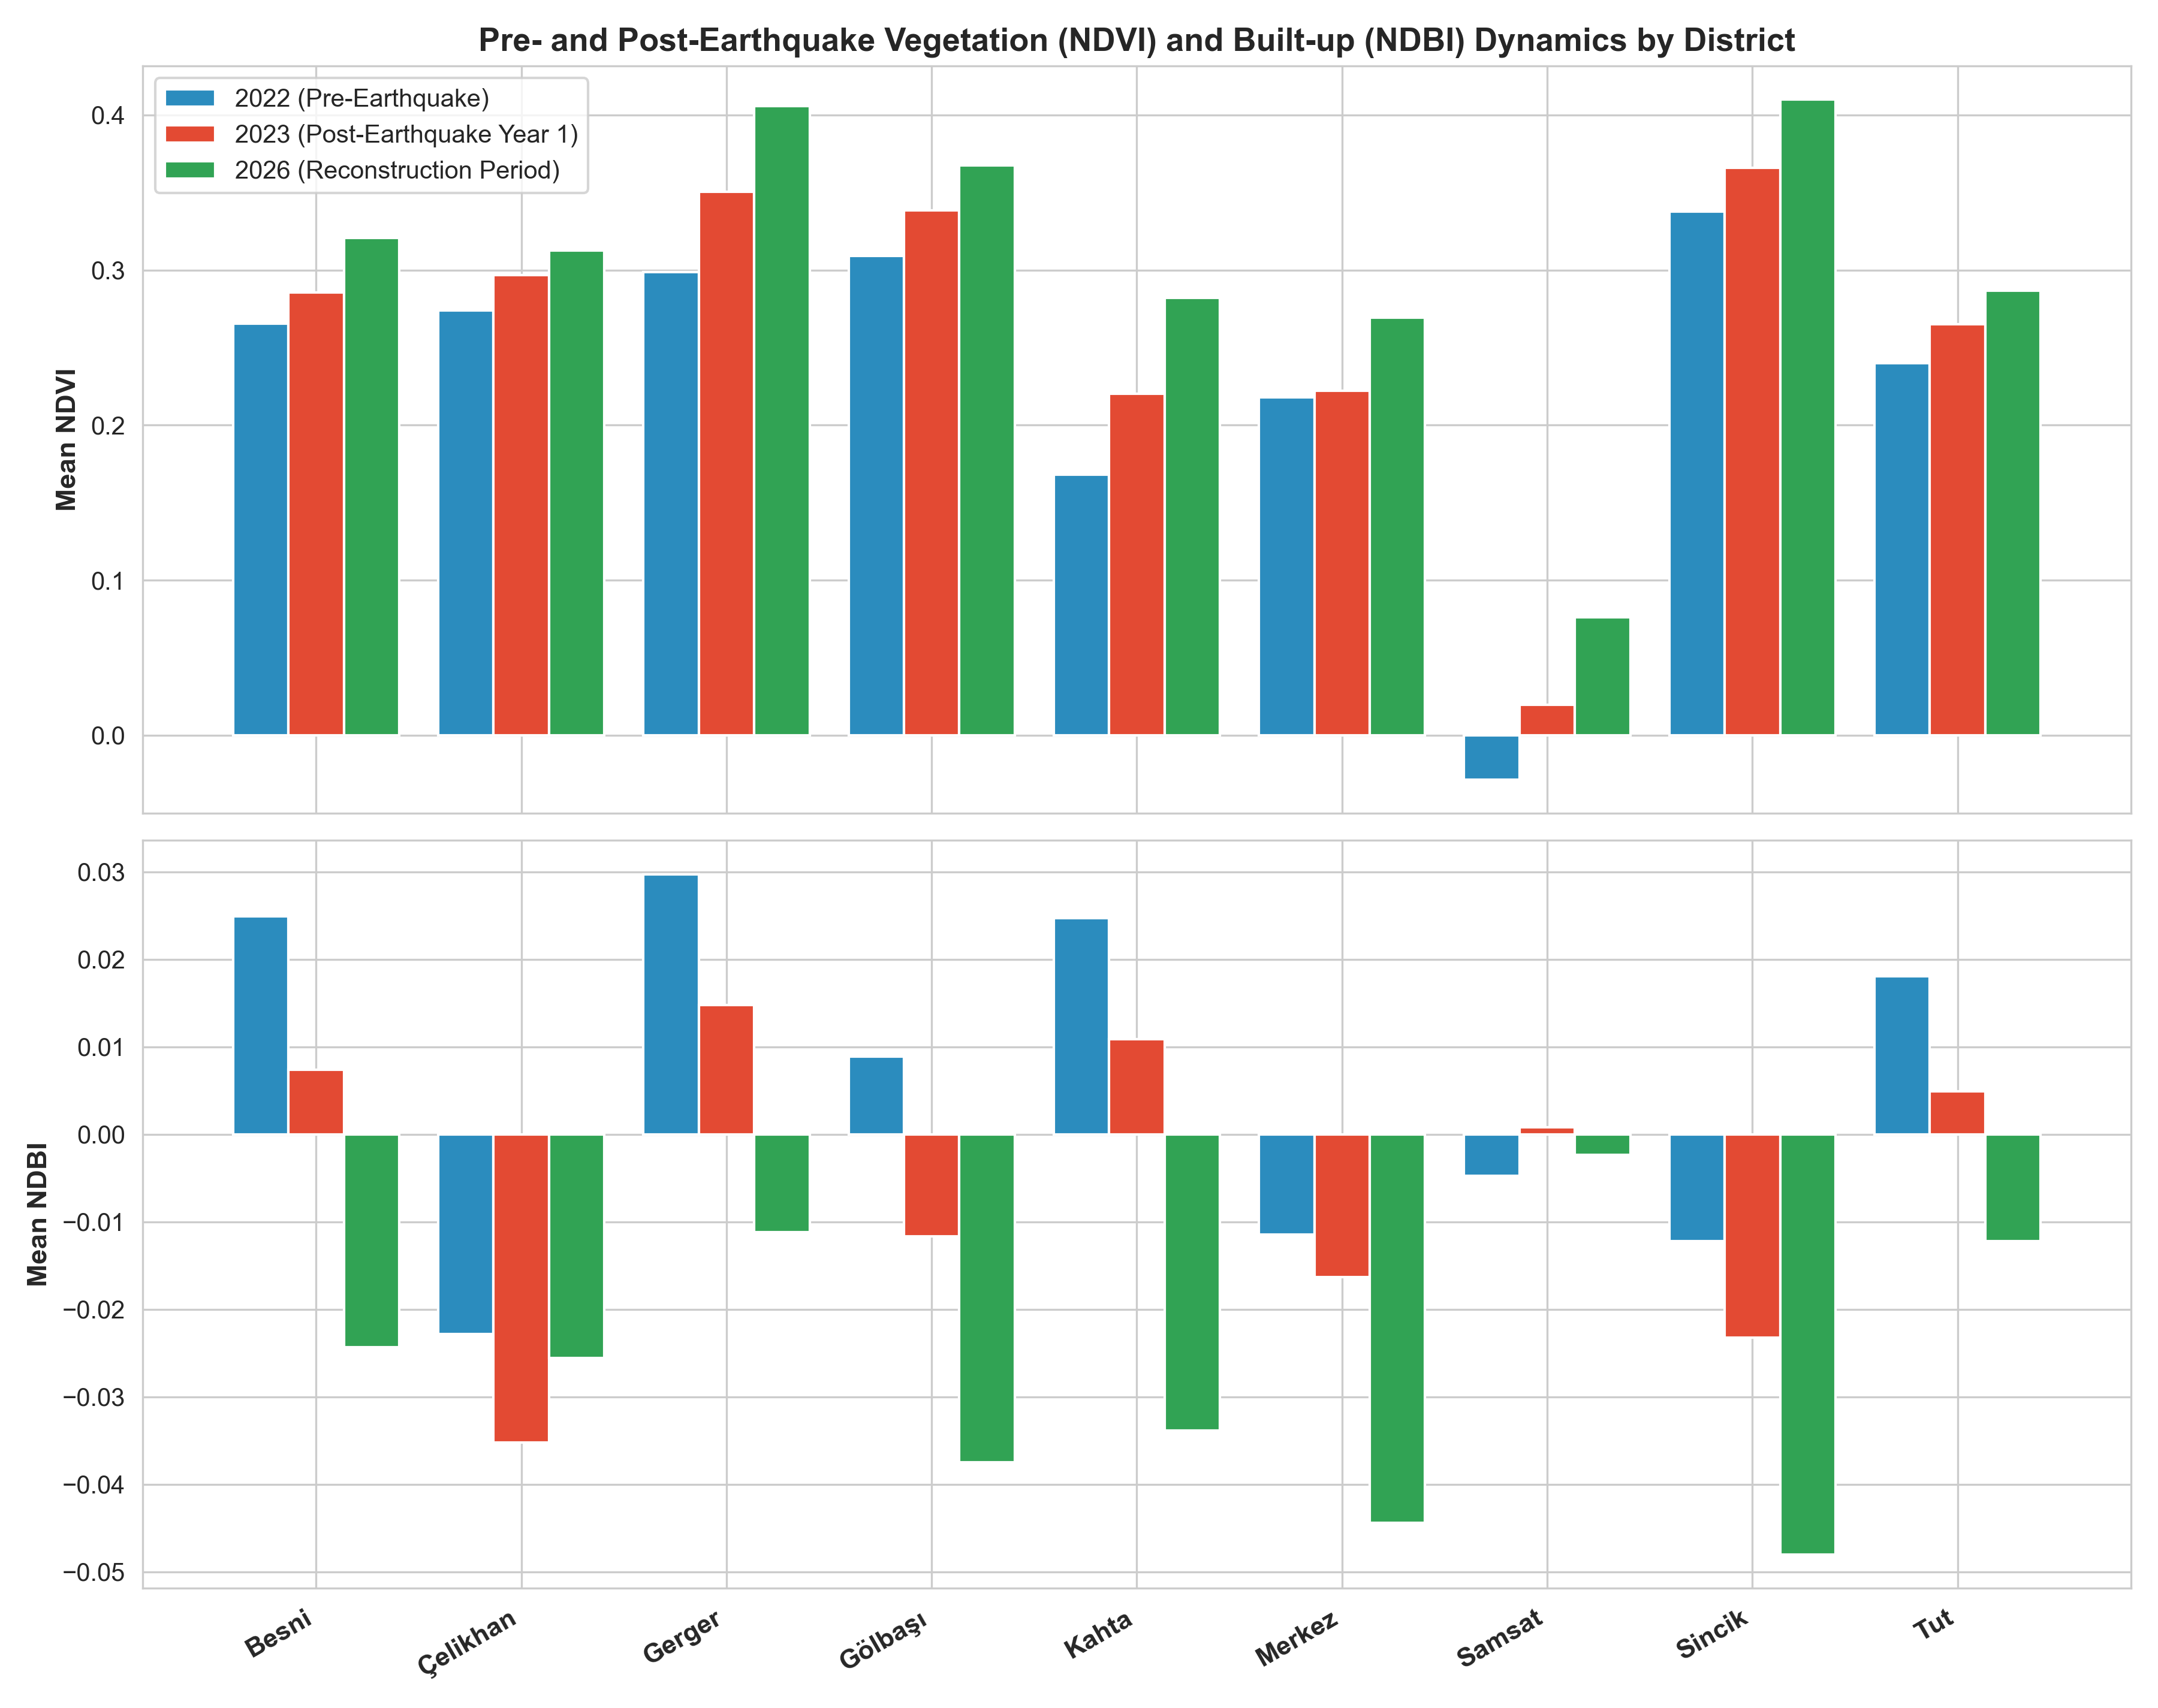 Pre- and Post-Earthquake Vegetation (NDVI) and Built-up (NDBI) Dynamics by District
2022 (Pre-Earthquake)
2023 (Post-Earthquake Year 1)
2026 (Reconstruction Period)
Mean NDVI
0.4
0.3
0.2
0.1
0.0
Mean NDBI
0.03
0.02
0.01
0.00
−0.01
−0.02
−0.03
−0.04
−0.05
Besni
Çelikhan
Gerger
Gölbaşı
Kahta
Merkez
Samsat
Sincik
Tut